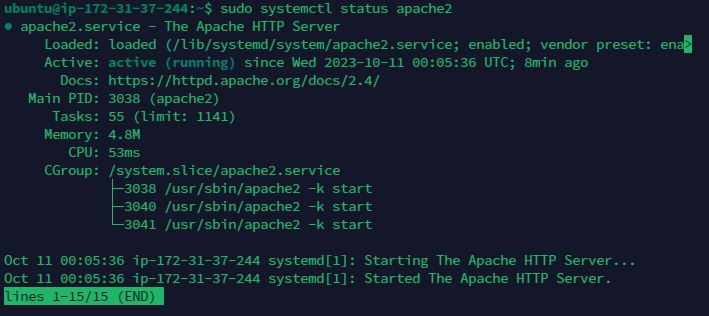 ubuntu@ip-172-31-37-244:~$ sudo systemctl status apache2
● apache2.service - The Apache HTTP Server
     Loaded: loaded (/lib/systemd/system/apache2.service; enabled; vendor preset: ena>
     Active: active (running) since Wed 2023-10-11 00:05:36 UTC; 8min ago
       Docs: https://httpd.apache.org/docs/2.4/
   Main PID: 3038 (apache2)
      Tasks: 55 (limit: 1141)
     Memory: 4.8M
        CPU: 53ms
     CGroup: /system.slice/apache2.service
             ├─3038 /usr/sbin/apache2 -k start
             ├─3040 /usr/sbin/apache2 -k start
             └─3041 /usr/sbin/apache2 -k start

Oct 11 00:05:36 ip-172-31-37-244 systemd[1]: Starting The Apache HTTP Server...
Oct 11 00:05:36 ip-172-31-37-244 systemd[1]: Started The Apache HTTP Server.
lines 1-15/15 (END)